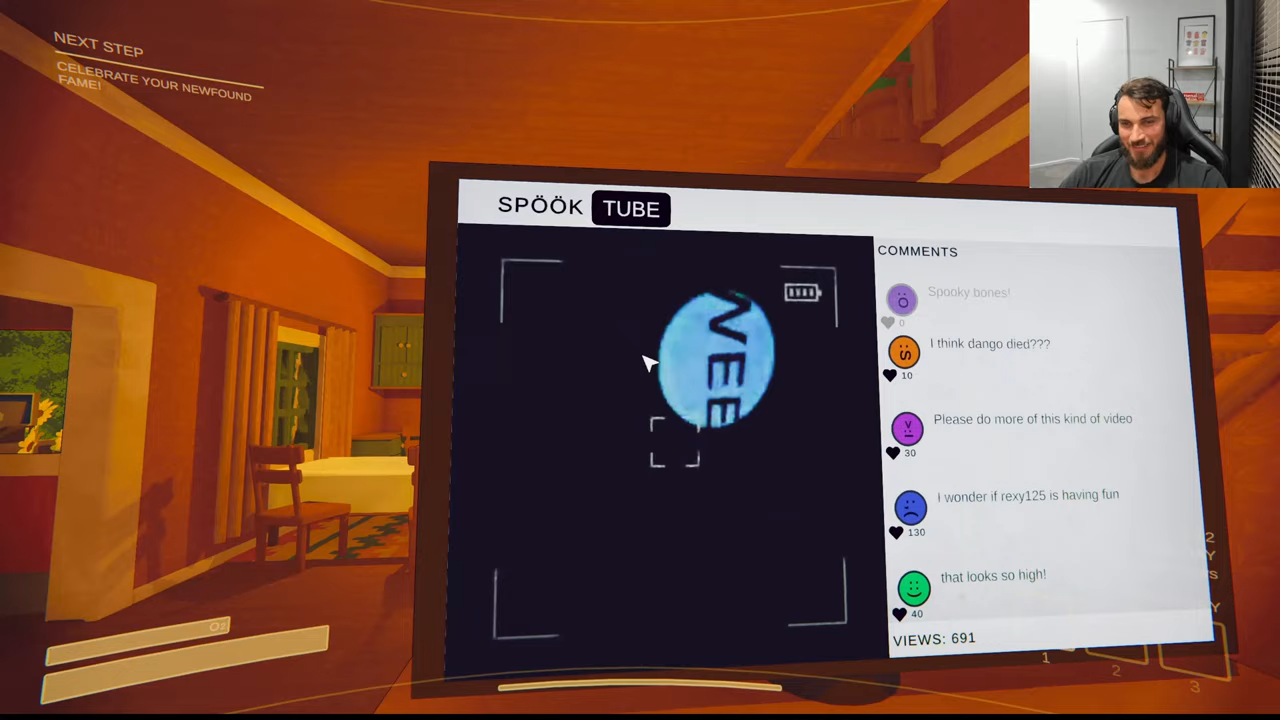 NEXT STEP
CELEBRATE YOUR NEWFOUND
FAME!
SPÖÖK TUBE
VEE
COMMENTS
Spooky bones!
0
I think dango died???
10
Please do more of this kind of video
30
I wonder if rexy125 is having fun
130
that looks so high!
40
VIEWS: 691
1
2
3